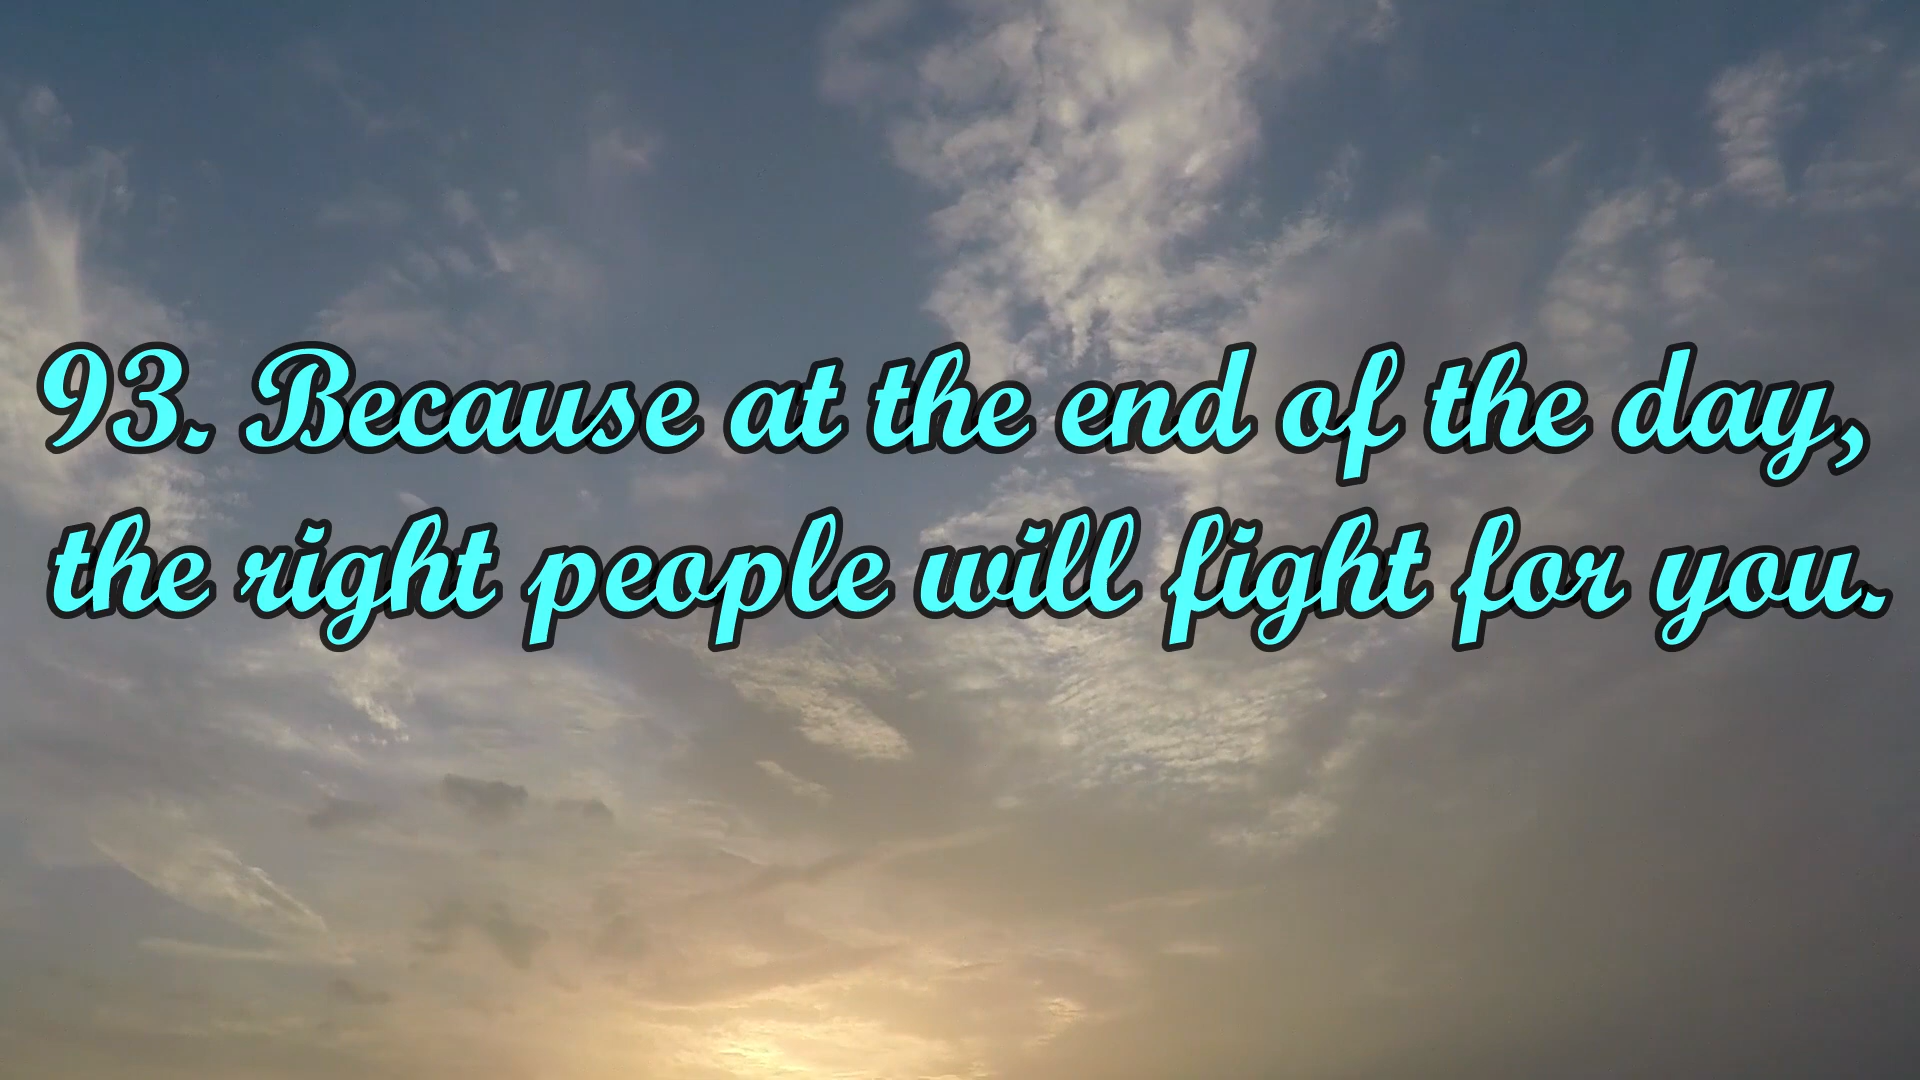 93. Because at the end of the day,
the right people will fight for you.